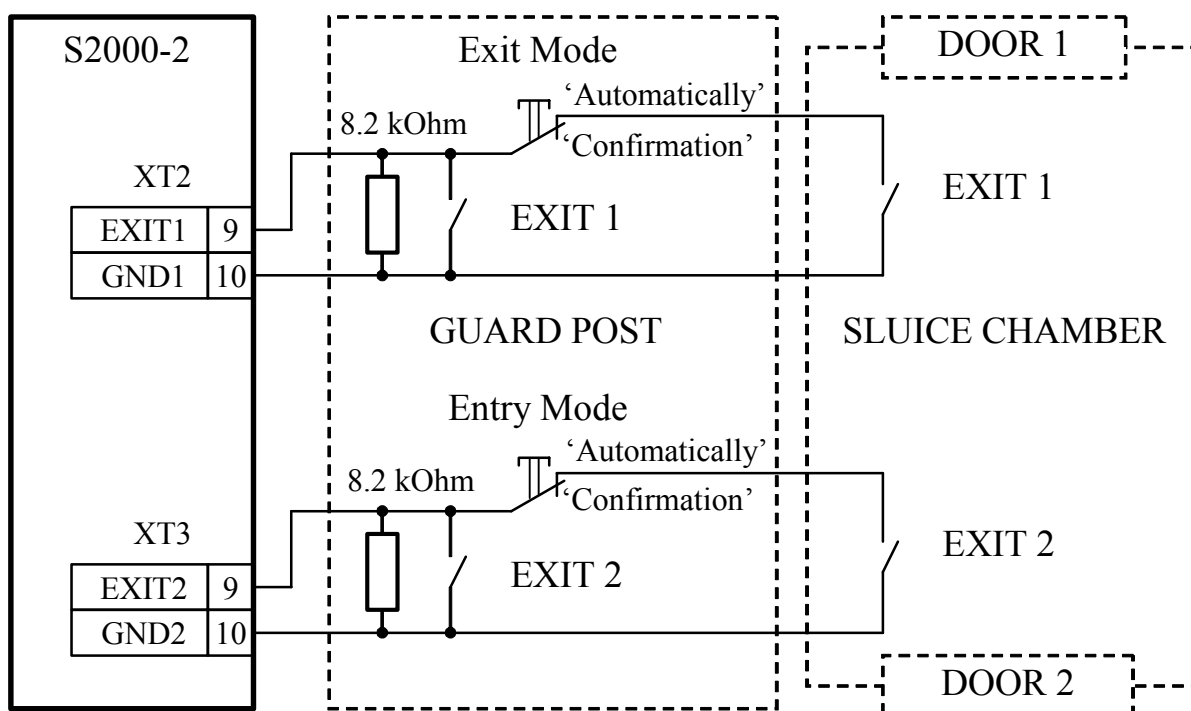 S2000-2
Exit Mode
DOOR 1
‘Automatically’
8.2 kOhm
‘Confirmation’
XT2
EXIT 1
EXIT 1
EXIT1 9
GND1 10
GUARD POST
SLUICE CHAMBER
Entry Mode
‘Automatically’
8.2 kOhm
‘Confirmation’
XT3
EXIT 2
EXIT 2
EXIT2 9
GND2 10
DOOR 2